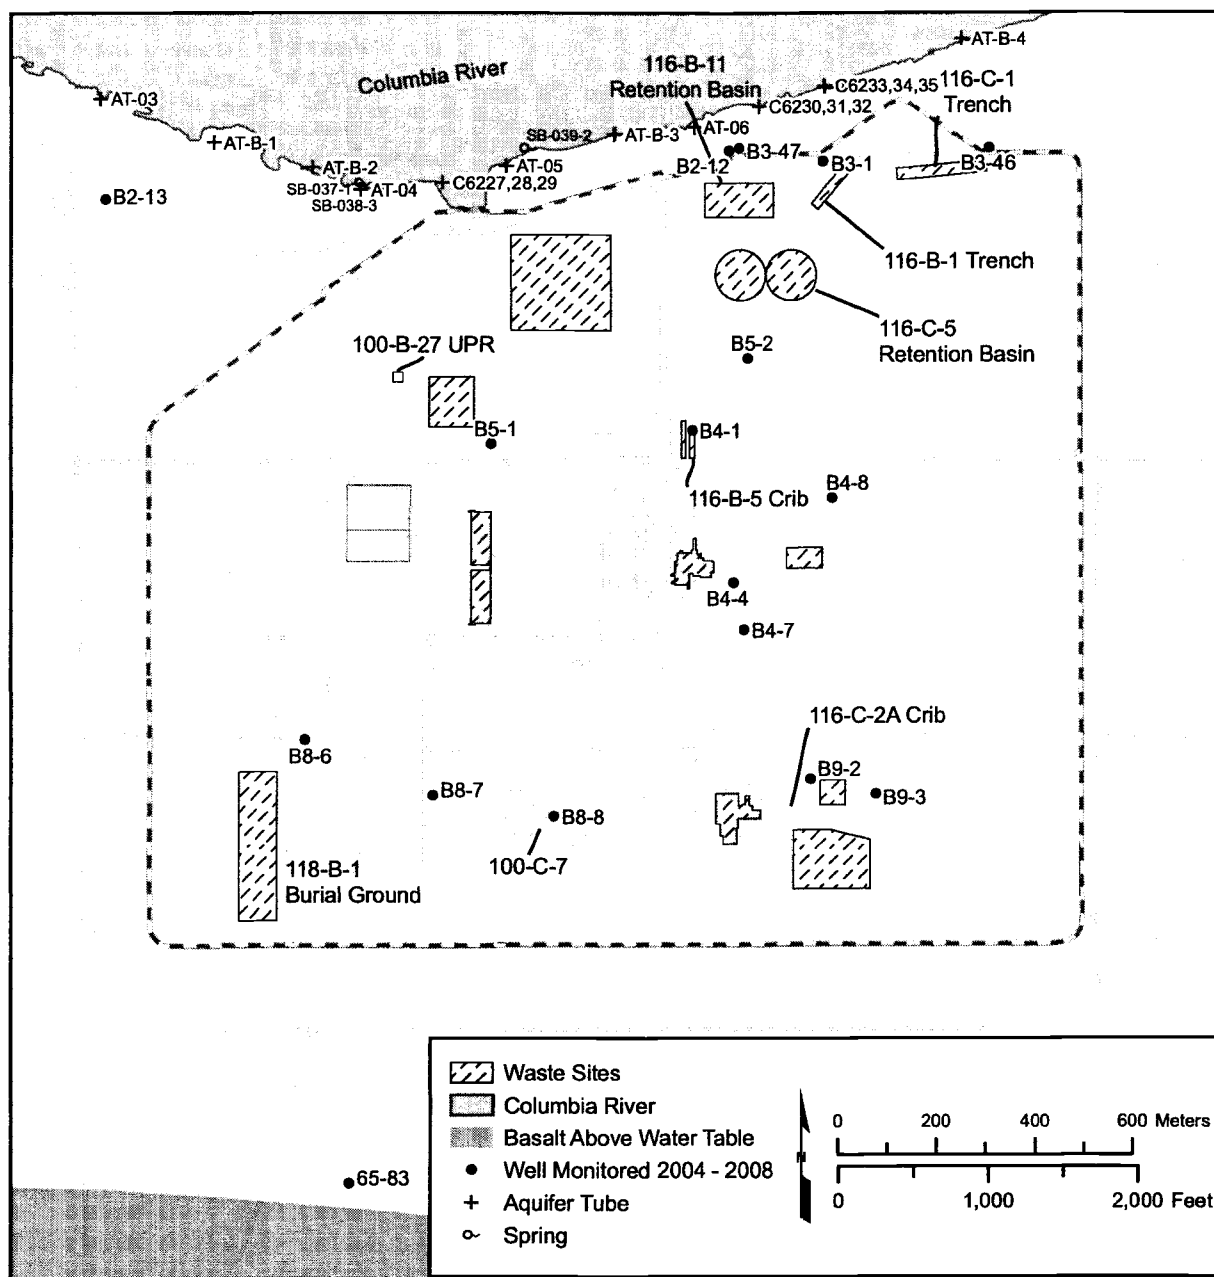 AT-B-4
116-B-11
Retention Basin
Columbia River
C6233,34,35
116-C-1
Trench
AT-03
C6230,31,32
AT-B-1
SB-039-2
AT-B-3
AT-06
B3-47
B2-12
B3-1
B3-46
AT-B-2
AT-05
SB-037-1
AT-04
C6227,28,29
SB-038-3
B2-13
116-B-1 Trench
116-C-5
Retention Basin
100-B-27 UPR
B5-2
B5-1
B4-1
116-B-5 Crib
B4-8
B4-4
B4-7
116-C-2A Crib
B8-6
B9-2
B8-7
B9-3
B8-8
100-C-7
118-B-1
Burial Ground
65-83
Waste Sites
Columbia River
Basalt Above Water Table
Well Monitored 2004 - 2008
Aquifer Tube
Spring
N
0 200 400 600 Meters
0 1,000 2,000 Feet